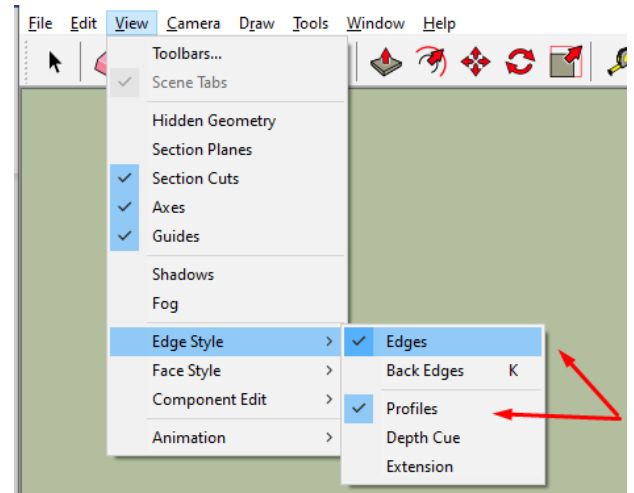 File Edit View Camera Draw Tools Window Help
Toolbars...
Scene Tabs
Hidden Geometry
Section Planes
Section Cuts
Axes
Guides
Shadows
Fog
Edge Style
Face Style
Component Edit
Animation
Edges
Back Edges K
Profiles
Depth Cue
Extension